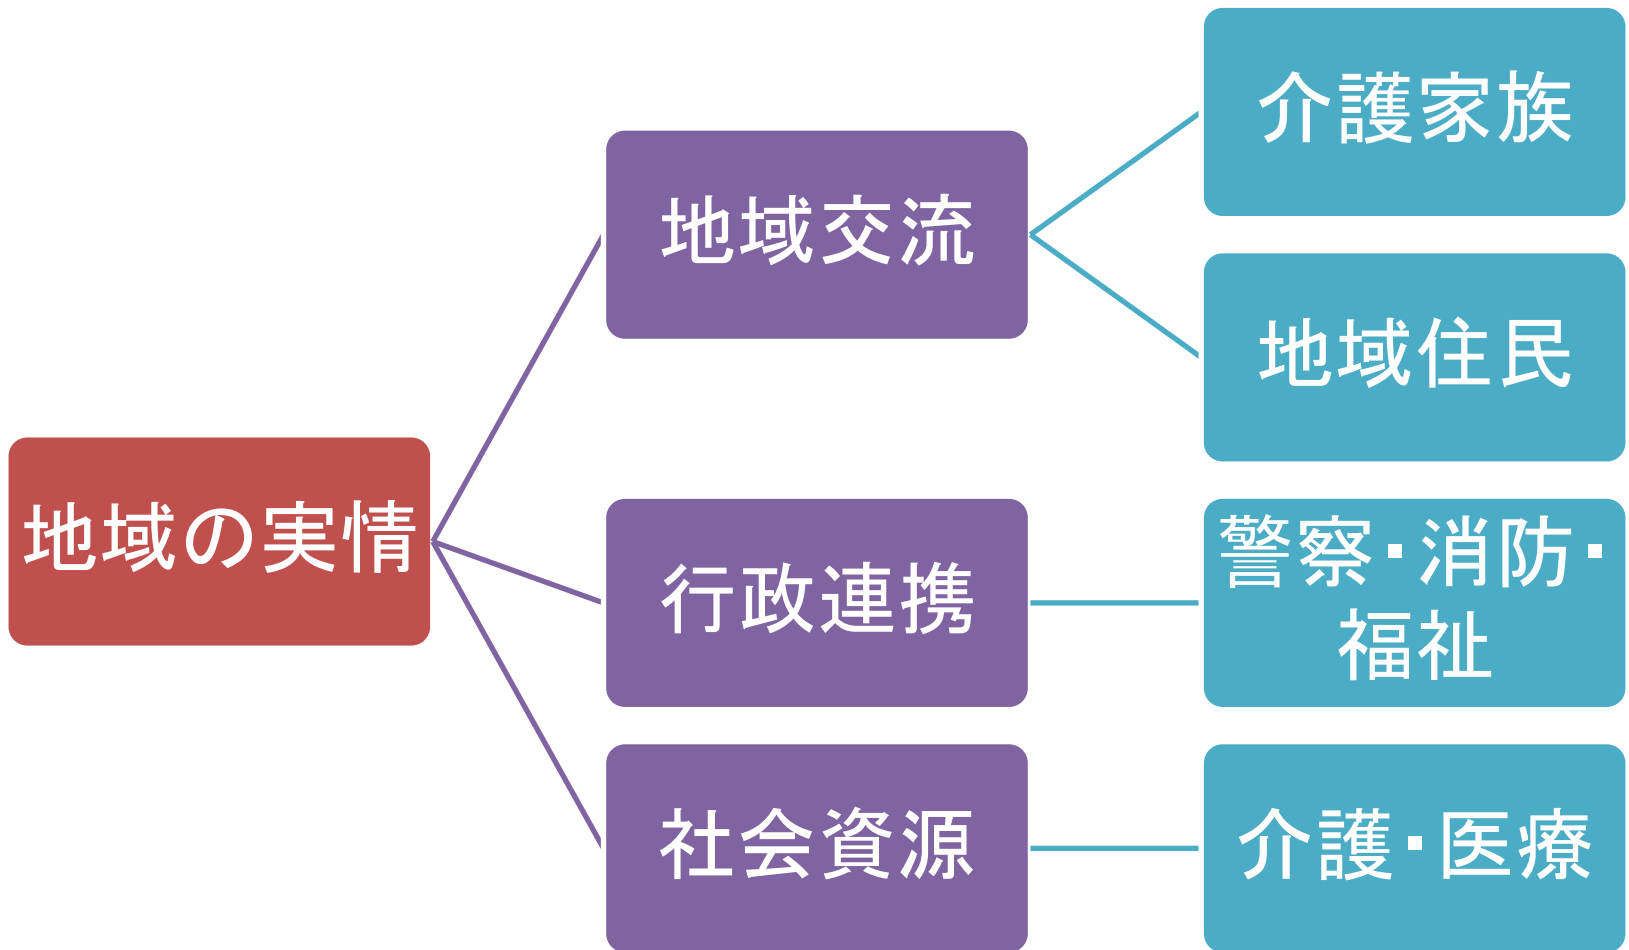 地域の実情
地域交流
介護家族
地域住民
行政連携
警察・消防・
福祉
社会資源
介護・医療